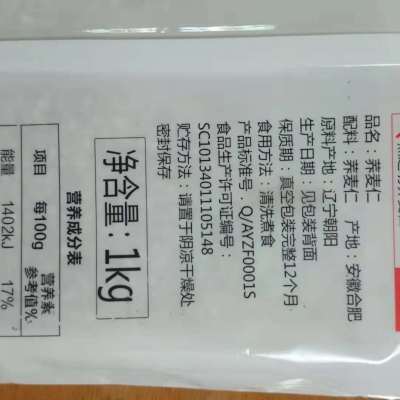 品名：荞麦仁
配料：荞麦仁 产地：安徽合肥
原料产地：辽宁朝阳
生产日期：见包装背面
保质期：真空包装完整12个月
食用方法：清洗煮食
产品标准号：Q/AYZF0001S
食品生产许可证编号：
SC10134011105148
贮存方法：请置于阴凉干燥处
密封保存
净含量：1kg
营养成分表
项目 每100g 营养素参考值%
能量 1402kJ 17%